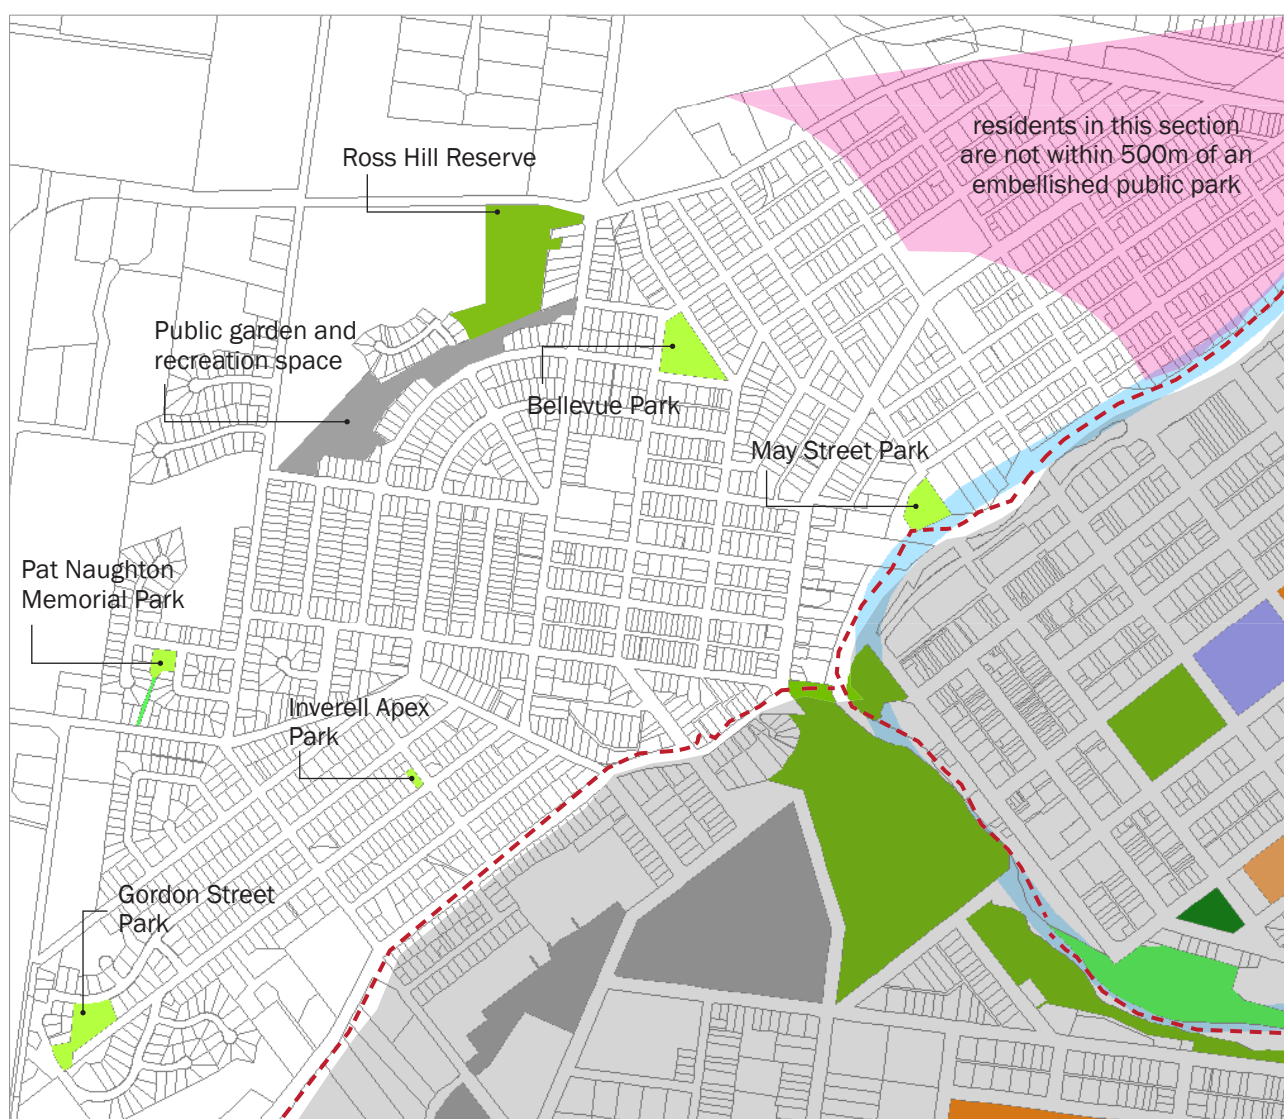 residents in this section
are not within 500m of an
embellished public park
Ross Hill Reserve
Public garden and
recreation space
Bellevue Park
May Street Park
Pat Naughton
Memorial Park
Inverell Apex
Park
Gordon Street
Park